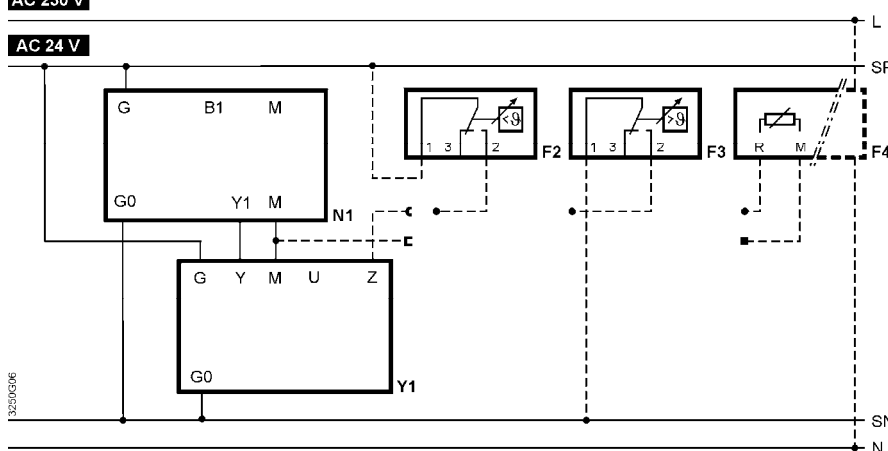 AC 230 V
L
AC 24 V
SP
G B1 M
G0 Y1 M
N1
<ϑ
1 3 2
F2
>ϑ
1 3 2
F3
R M
F4
G Y M U Z
G0
Y1
3250G06
SN
N